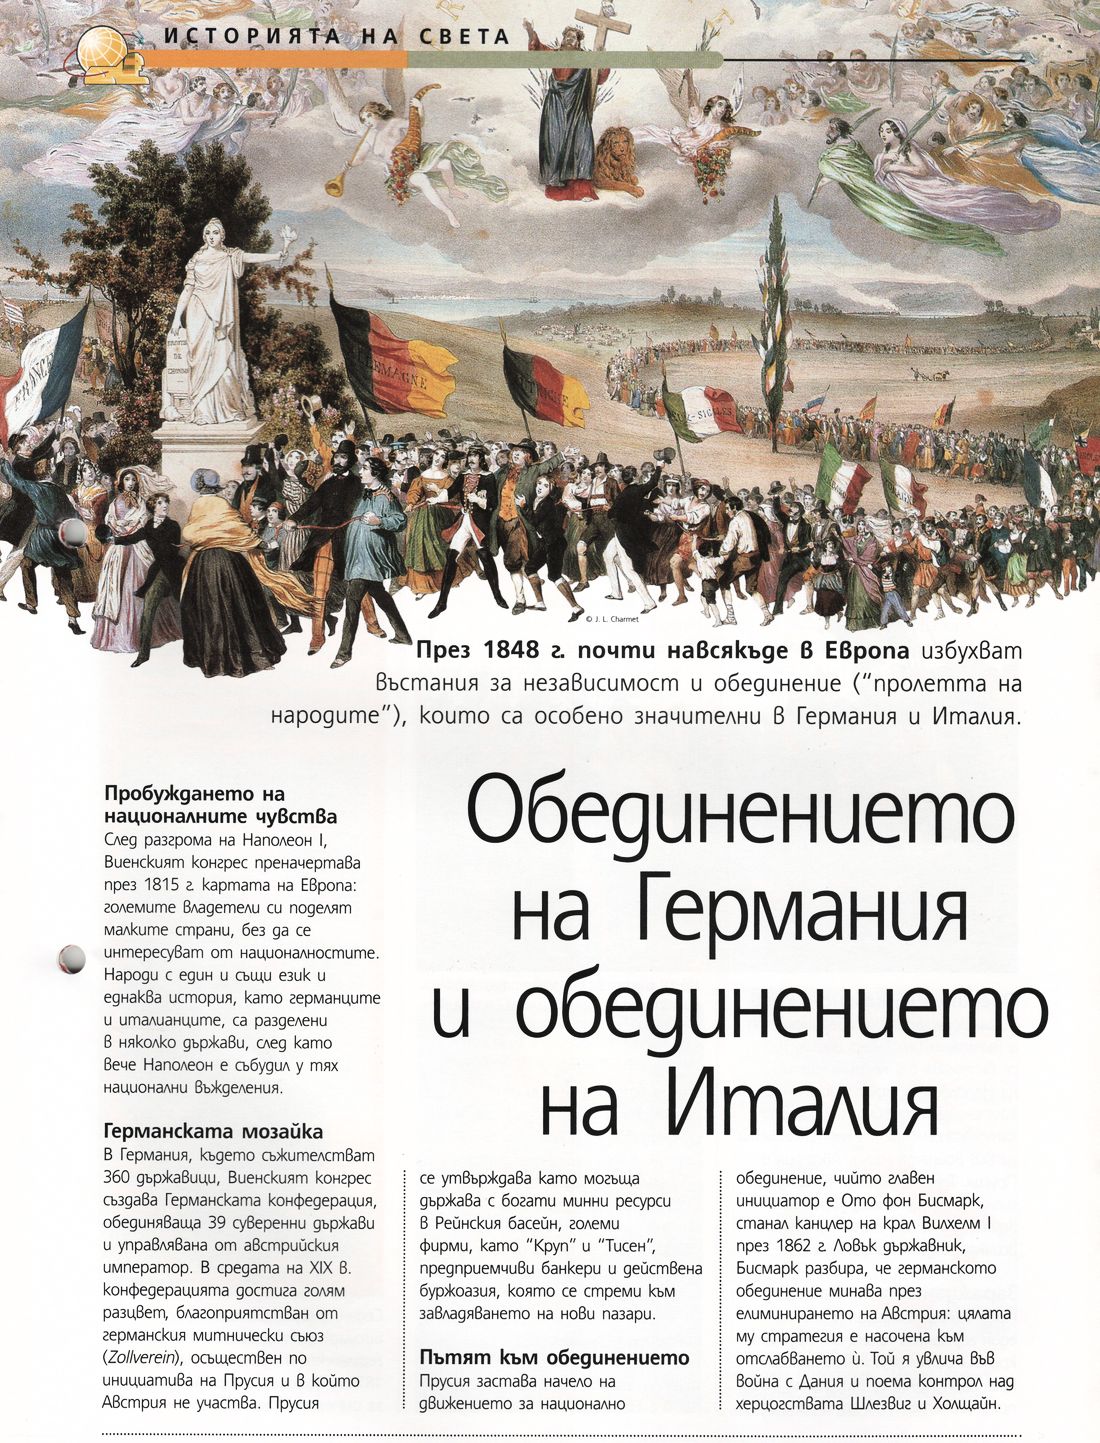 ИСТОРИЯТА НА СВЕТА
FRANCE
ALLEMAGNE
© J. L. Charmet
През 1848 г. почти навсякъде в Европа избухват
въстания за независимост и обединение (“пролетта на
народите”), които са особено значителни в Германия и Италия.
Обединението
на Германия
и обединението
на Италия
Пробуждането на
националните чувства
След разгрома на Наполеон I,
Виенският конгрес преначертава
през 1815 г. картата на Европа:
големите владетели си поделят
малките страни, без да се
интересуват от националностите.
Народи с един и същи език и
еднаква история, като германците
и италианците, са разделени
в няколко държави, след като
вече Наполеон е събудил у тях
национални въжделения.
Германската мозайка
В Германия, където съжителстват
360 държавици, Виенският конгрес
създава Германската конфедерация,
обединяваща 39 суверенни държави
и управлявана от австрийския
император. В средата на XIX в.
конфедерацията достига голям
разцвет, благоприятстван от
германския митнически съюз
(Zollverein), осъществен по
инициатива на Прусия и в който
Австрия не участва. Прусия
се утвърждава като могъща
държава с богати минни ресурси
в Рейнския басейн, големи
фирми, като “Круп” и “Тисен”,
предприемчиви банкери и действена
буржоазия, която се стреми към
завладяването на нови пазари.
Пътят към обединението
Прусия застава начело на
движението за национално
обединение, чийто главен
инициатор е Ото фон Бисмарк,
станал канцлер на крал Вилхелм I
през 1862 г. Ловък държавник,
Бисмарк разбира, че германското
обединение минава през
елиминирането на Австрия: цялата
му стратегия е насочена към
отслабването ѝ. Той я увлича във
война с Дания и поема контрол над
херцогствата Шлезвиг и Холщайн.